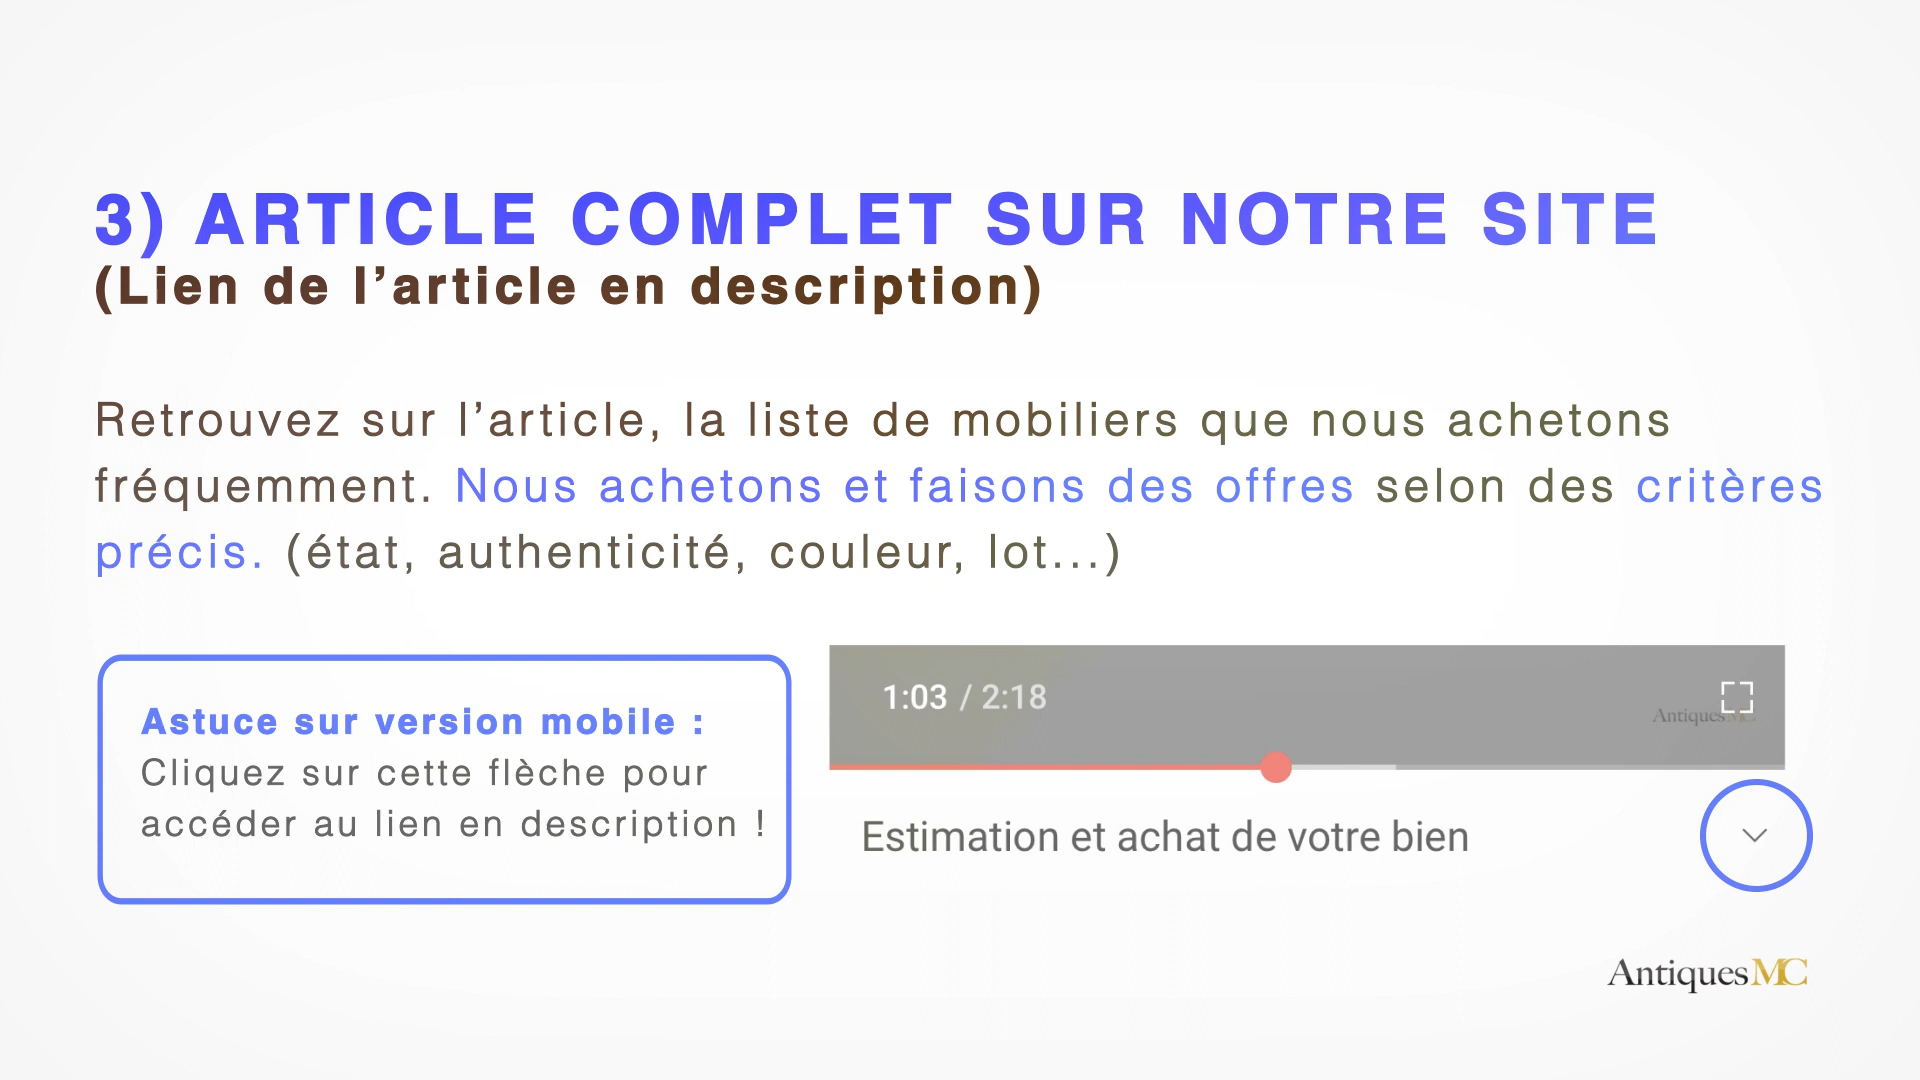 3) ARTICLE COMPLET SUR NOTRE SITE
(Lien de l’article en description)
Retrouvez sur l’article, la liste de mobiliers que nous achetons
fréquemment. Nous achetons et faisons des offres selon des critères
précis. (état, authenticité, couleur, lot...)
Astuce sur version mobile :
Cliquez sur cette flèche pour
accéder au lien en description !
1:03 / 2:18
AntiquesMC
Estimation et achat de votre bien
AntiquesMC